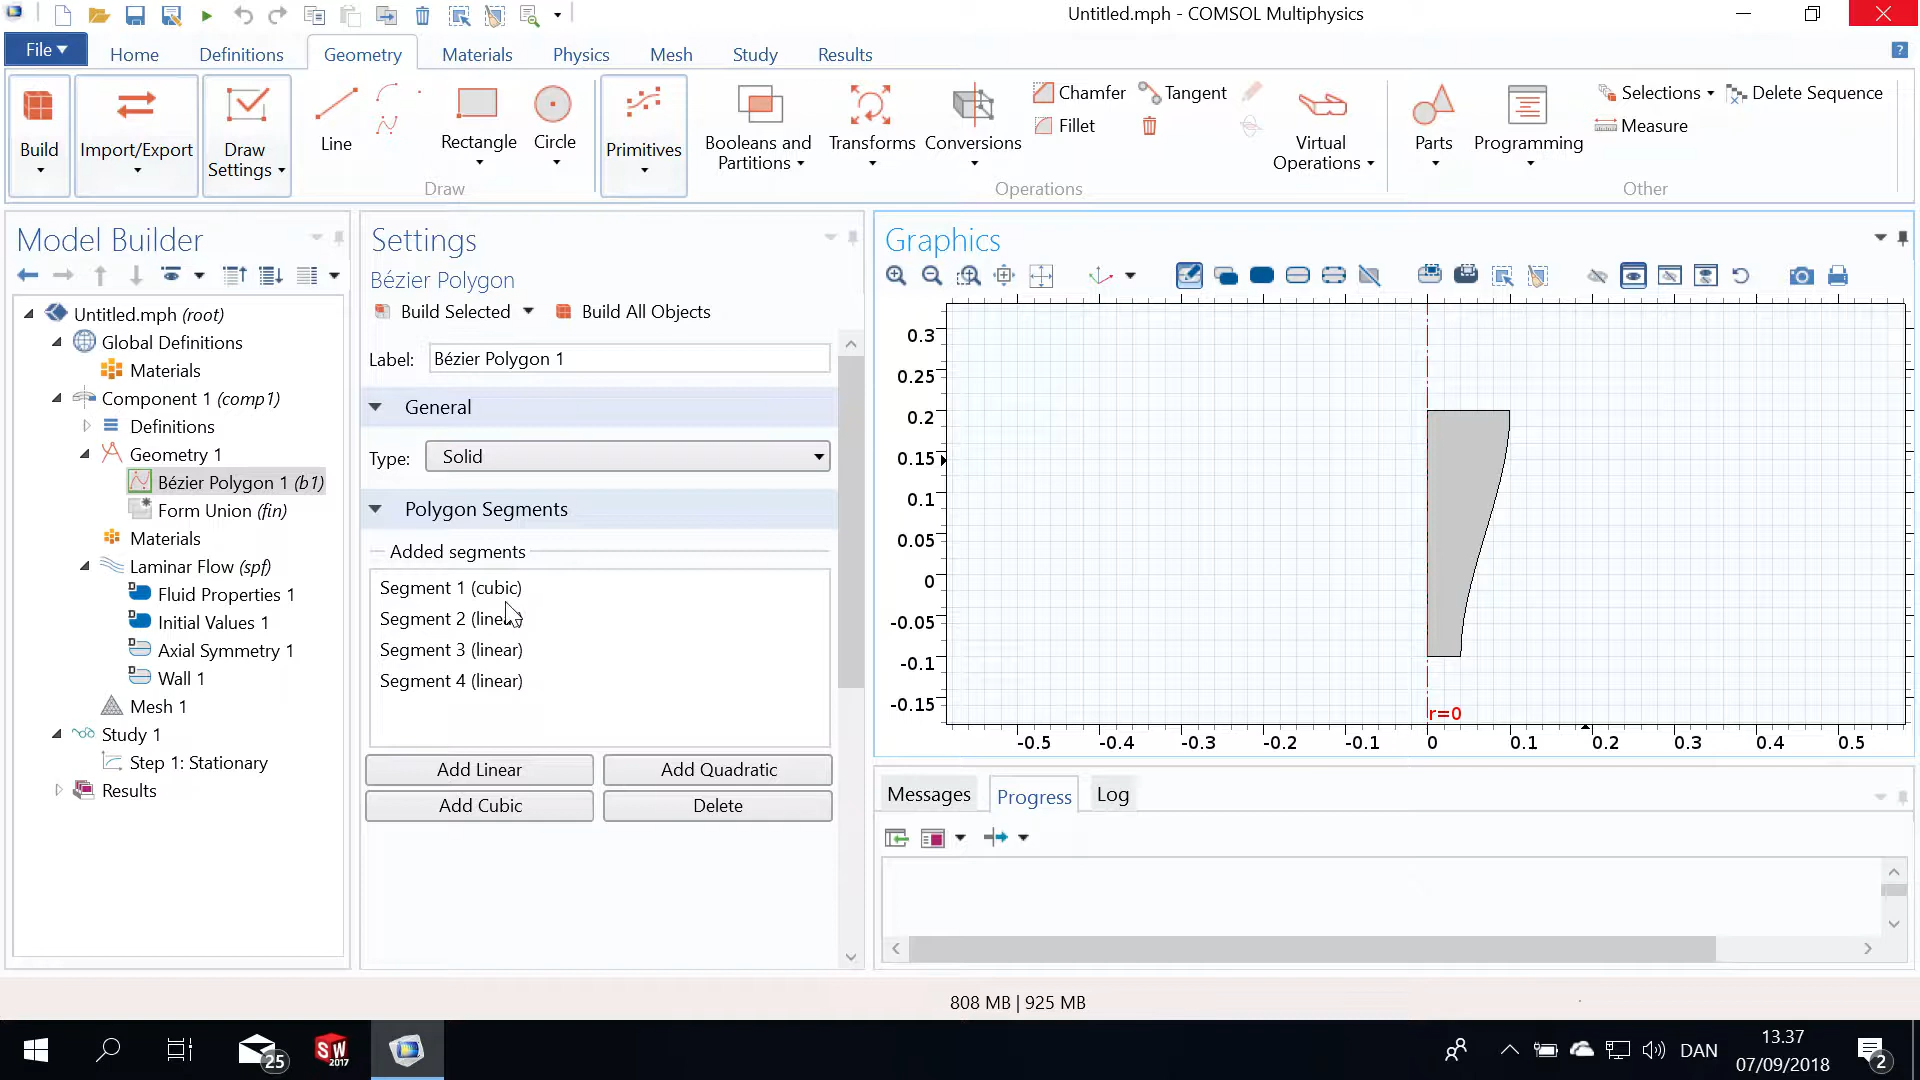 Untitled.mph - COMSOL Multiphysics
File Home Definitions Geometry Materials Physics Mesh Study Results ?
Build Import/Export Draw Settings Line Rectangle Circle Primitives Booleans and Partitions Transforms Conversions Chamfer Tangent Fillet Virtual Operations Parts Programming Selections Delete Sequence Measure
Draw Operations Other
Model Builder
Untitled.mph (root)
Global Definitions
Materials
Component 1 (comp1)
Definitions
Geometry 1
Bézier Polygon 1 (b1)
Form Union (fin)
Materials
Laminar Flow (spf)
Fluid Properties 1
Initial Values 1
Axial Symmetry 1
Wall 1
Mesh 1
Study 1
Step 1: Stationary
Results
Settings
Bézier Polygon
Build Selected Build All Objects
Label: Bézier Polygon 1
General
Type: Solid
Polygon Segments
Added segments
Segment 1 (cubic)
Segment 2 (linear)
Segment 3 (linear)
Segment 4 (linear)
Add Linear Add Quadratic
Add Cubic Delete
Graphics
0.3
0.25
0.2
0.15
0.1
0.05
0
-0.05
-0.1
-0.15
r=0
-0.5 -0.4 -0.3 -0.2 -0.1 0 0.1 0.2 0.3 0.4 0.5
Messages Progress Log
808 MB | 925 MB
25 SW 2017 DAN 13.37
07/09/2018 2